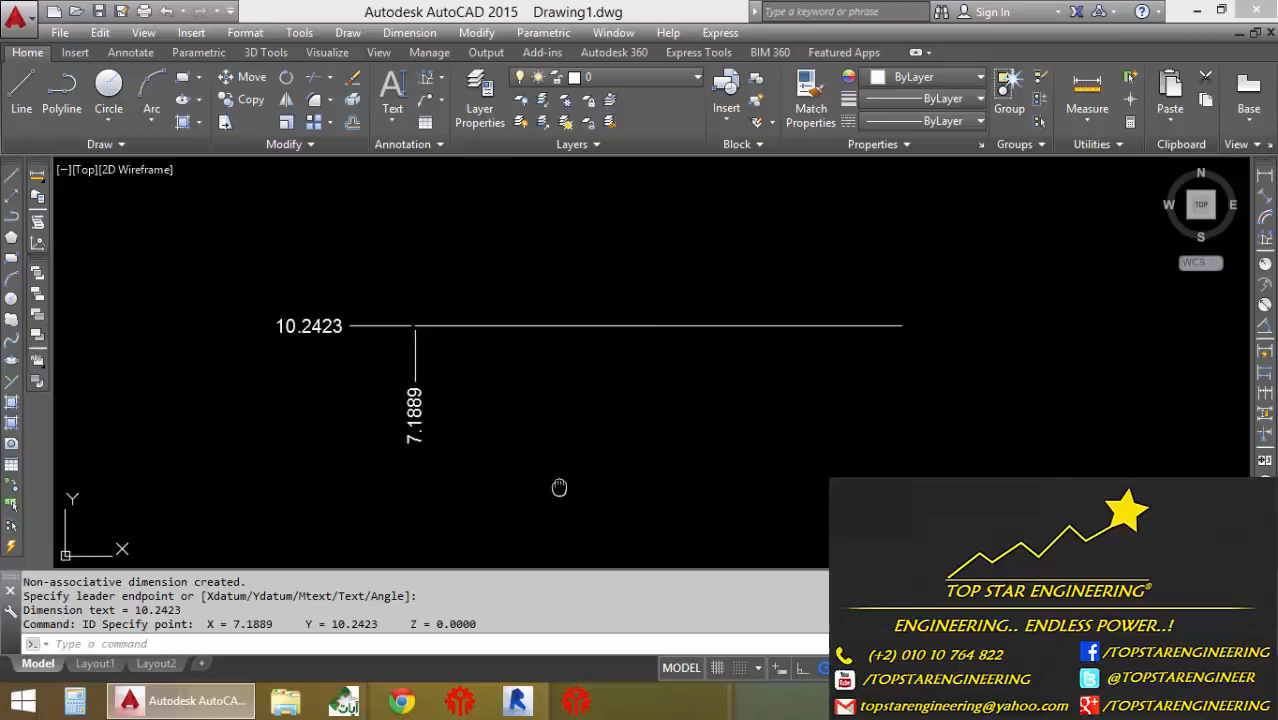 Autodesk AutoCAD 2015 Drawing1.dwg
Type a keyword or phrase
Sign In
File Edit View Insert Format Tools Draw Dimension Modify Parametric Window Help Express
Home Insert Annotate Parametric 3D Tools Visualize View Manage Output Add-ins Autodesk 360 Express Tools BIM 360 Featured Apps
Line Polyline Circle Arc
Move
Copy
Text
Layer
Properties
0
Insert
Match
Properties
ByLayer
ByLayer
ByLayer
Group
Measure
Paste
Base
Draw Modify Annotation Layers Block Properties Groups Utilities Clipboard View
[−][Top][2D Wireframe]
N
W TOP E
S
WCS
10.2423
7.1889
Y
X
Non-associative dimension created.
Specify leader endpoint or [Xdatum/Ydatum/Mtext/Text/Angle]:
Dimension text = 10.2423
Command: ID Specify point: X = 7.1889 Y = 10.2423 Z = 0.0000
Type a command
Model Layout1 Layout2 +
MODEL
Autodesk AutoCA...
TOP STAR ENGINEERING®
ENGINEERING.. ENDLESS POWER..!
(+2) 010 10 764 822
/TOPSTARENGINEERING
/TOPSTARENGINEERING
@TOPSTARENGINEER
topstarengineering@yahoo.com
/TOPSTARENGINEERING